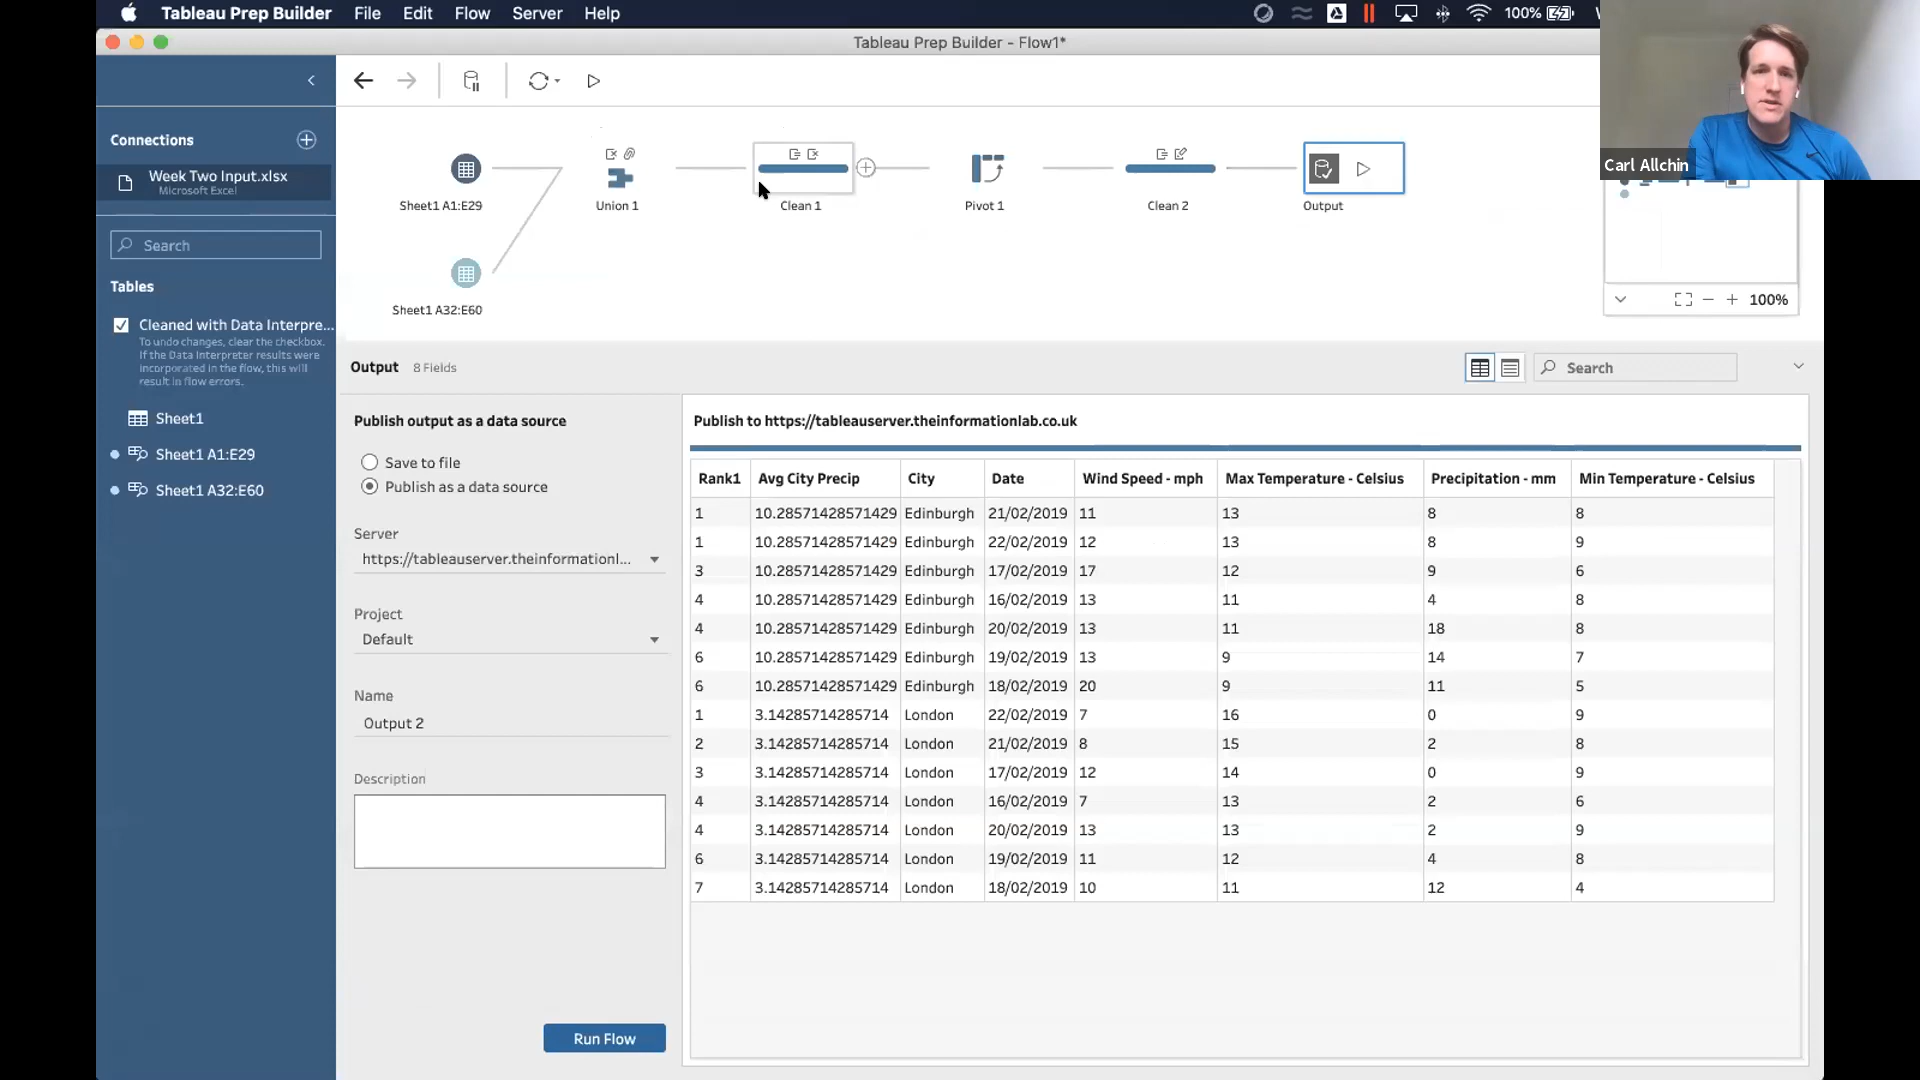 Tableau Prep Builder File Edit Flow Server Help 100%
Tableau Prep Builder - Flow1*
Carl Allchin
Connections
Week Two Input.xlsx
Microsoft Excel
Search
Tables
Cleaned with Data Interpre...
To undo changes, clear the checkbox.
If the Data Interpreter results were
incorporated in the flow, this will
result in flow errors.
Sheet1
Sheet1 A1:E29
Sheet1 A32:E60
Sheet1 A1:E29 Union 1 Clean 1 Pivot 1 Clean 2 Output
Sheet1 A32:E60
100%
Output 8 Fields Search
Publish output as a data source
Save to file
Publish as a data source
Server
https://tableauserver.theinformationl...
Project
Default
Name
Output 2
Description
Run Flow
Publish to https://tableauserver.theinformationlab.co.uk
Rank1 Avg City Precip City Date Wind Speed - mph Max Temperature - Celsius Precipitation - mm Min Temperature - Celsius
1 10.28571428571429 Edinburgh 21/02/2019 11 13 8 8
1 10.28571428571429 Edinburgh 22/02/2019 12 13 8 9
3 10.28571428571429 Edinburgh 17/02/2019 17 12 9 6
4 10.28571428571429 Edinburgh 16/02/2019 13 11 4 8
4 10.28571428571429 Edinburgh 20/02/2019 13 11 18 8
6 10.28571428571429 Edinburgh 19/02/2019 13 9 14 7
6 10.28571428571429 Edinburgh 18/02/2019 20 9 11 5
1 3.14285714285714 London 22/02/2019 7 16 0 9
2 3.14285714285714 London 21/02/2019 8 15 2 8
3 3.14285714285714 London 17/02/2019 12 14 0 9
4 3.14285714285714 London 16/02/2019 7 13 2 6
4 3.14285714285714 London 20/02/2019 13 13 2 9
6 3.14285714285714 London 19/02/2019 11 12 4 8
7 3.14285714285714 London 18/02/2019 10 11 12 4